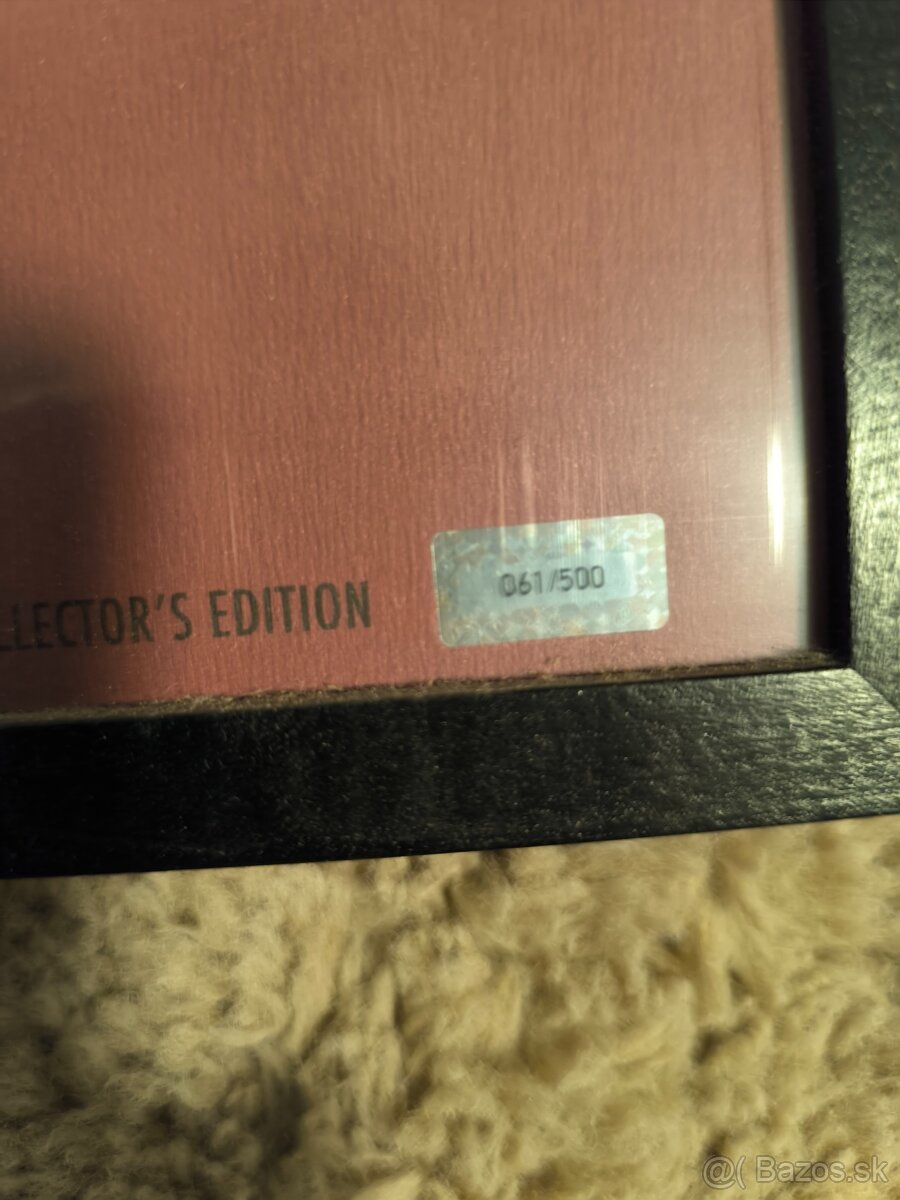 LLECTOR'S EDITION
061/500
@( Bazos.sk